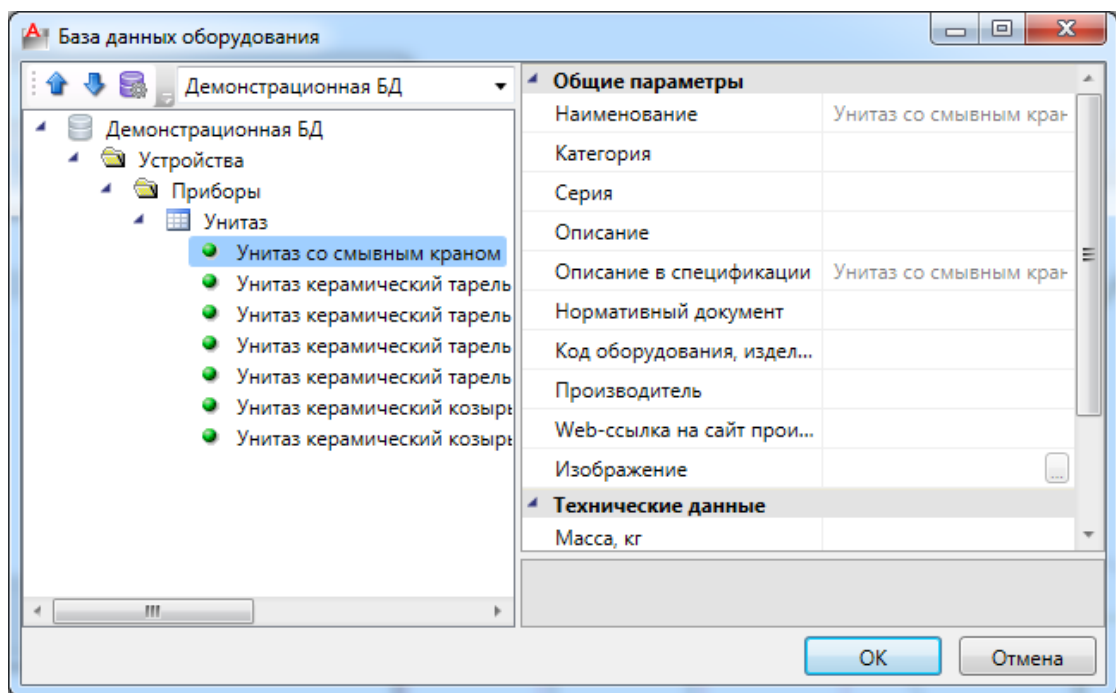 База данных оборудования
Демонстрационная БД
Демонстрационная БД
Устройства
Приборы
Унитаз
Унитаз со смывным краном
Унитаз керамический тарель
Унитаз керамический тарель
Унитаз керамический тарель
Унитаз керамический тарель
Унитаз керамический козырь
Унитаз керамический козырь
Общие параметры
Наименование Унитаз со смывным кран
Категория
Серия
Описание
Описание в спецификации Унитаз со смывным кран
Нормативный документ
Код оборудования, издел...
Производитель
Web-ссылка на сайт прои...
Изображение ...
Технические данные
Масса, кг
OK Отмена